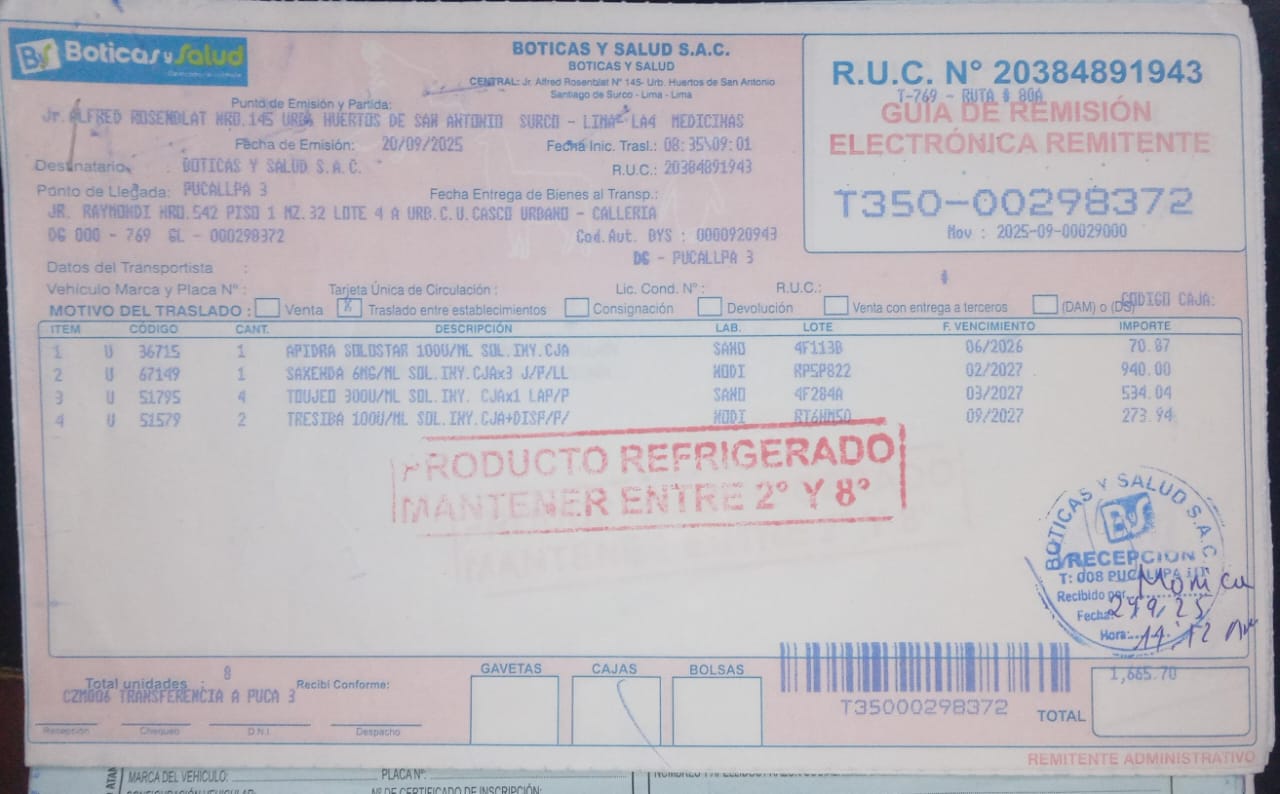 BS Boticas y Salud
BOTICAS Y SALUD S.A.C.
BOTICAS Y SALUD
CENTRAL: Jr. Alfred Rosenblat N° 145- Urb. Huertos de San Antonio
Santiago de Surco - Lima - Lima
R.U.C. N° 20384891943
T-769 - RUTA # 80A
GUÍA DE REMISIÓN
ELECTRÓNICA REMITENTE
T350-00298372
Mov : 2025-09-00029000
Punto de Emisión y Partida:
Jr. ALFRED ROSENBLAT NRO.145 URBA HUERTOS DE SAN ANTONIO SURCO - LIMA- LA4 MEDICINAS
Fecha de Emisión: 20/09/2025 Fecha Inic. Trasl.: 08:35\09:01
Destinatario : BOTICAS Y SALUD S.A.C. R.U.C.: 20384891943
Punto de Llegada: PUCALLPA 3 Fecha Entrega de Bienes al Transp.:
JR. RAYMONDI NRO.542 PISO 1 MZ.32 LOTE 4 A URB.C.U.CASCO URBANO - CALLERIA
DG 000 - 769 GL - 000298372 Cod.Aut. BYS : 0000920943
DG - PUCALLPA 3
Datos del Transportista :
Vehículo Marca y Placa N° : Tarjeta Única de Circulación : Lic. Cond. N° : R.U.C.:
MOTIVO DEL TRASLADO : Venta X Traslado entre establecimientos Consignación Devolución Venta con entrega a terceros (DAM) o (DS) CODIGO CAJA:
ITEM CÓDIGO CANT. DESCRIPCIÓN LAB. LOTE F. VENCIMIENTO IMPORTE
1 U 36715 1 APIDRA SOLOSTAR 100U/ML SOL.INY.CJA SANO 4F113B 06/2026 70.87
2 U 67149 1 SAXENDA 6MG/ML SOL.INY.CJAx3 J/P/LL NODI RP5P822 02/2027 940.00
3 U 51795 4 TOUJEO 300U/ML SOL.INY. CJAx1 LAP/P SANO 4F284A 03/2027 534.04
4 U 51579 2 TRESIBA 100U/ML SOL.INY.CJA+DISP/P/ NODI RT6HM50 09/2027 273.94
PRODUCTO REFRIGERADO
MANTENER ENTRE 2° Y 8°
BOTICAS Y SALUD S.A.C.
BS
RECEPCION
T: 008 PUCALLPA III
Recibido por: Monica
Fecha:
Hora:
Total unidades : 8 Recibí Conforme:
CZM006 TRANSFERENCIA A PUCA 3
Recepción Chequeo D.N.I. Despacho
GAVETAS CAJAS BOLSAS
T35000298372
TOTAL 1,665.70
REMITENTE ADMINISTRATIVO
MARCA DEL VEHICULO: PLACA N°:
N° DE CERTIFICADO DE INSCRIPCIÓN: